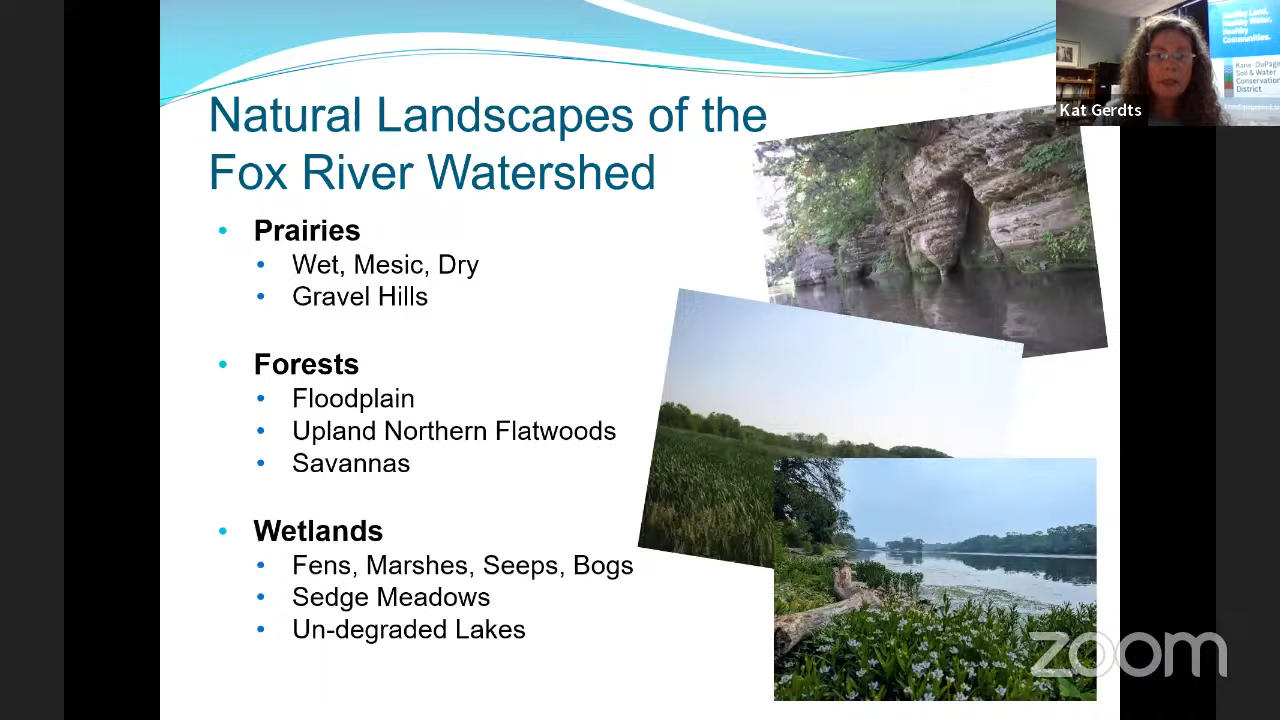 Natural Landscapes of the
Fox River Watershed
• Prairies
• Wet, Mesic, Dry
• Gravel Hills
• Forests
• Floodplain
• Upland Northern Flatwoods
• Savannas
• Wetlands
• Fens, Marshes, Seeps, Bogs
• Sedge Meadows
• Un-degraded Lakes
Healthy Land.
Healthy Water.
Healthy
Communities.
Kane-DuPage
Soil & Water
Conservation
District
Kat Gerdts
zoom